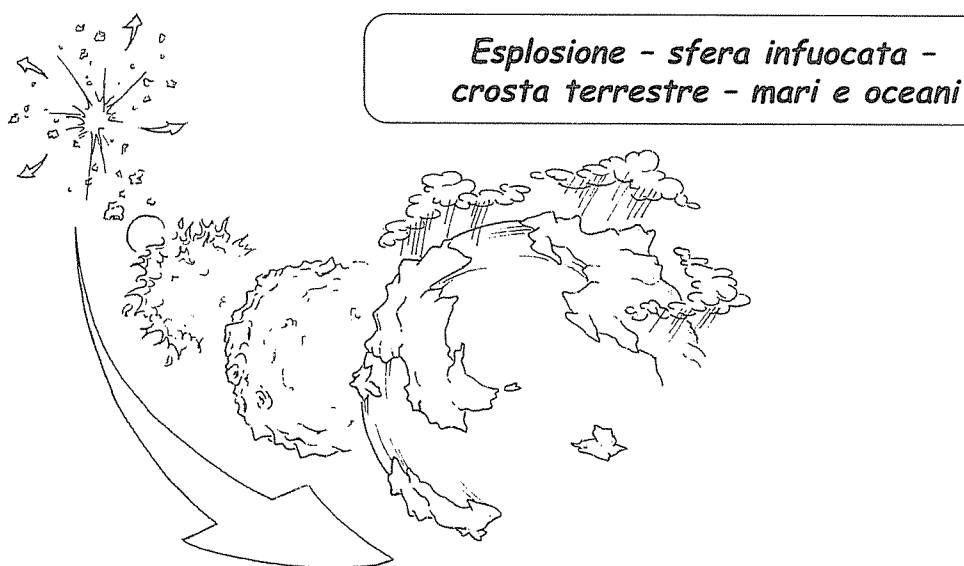 Esplosione – sfera infuocata –
crosta terrestre – mari e oceani